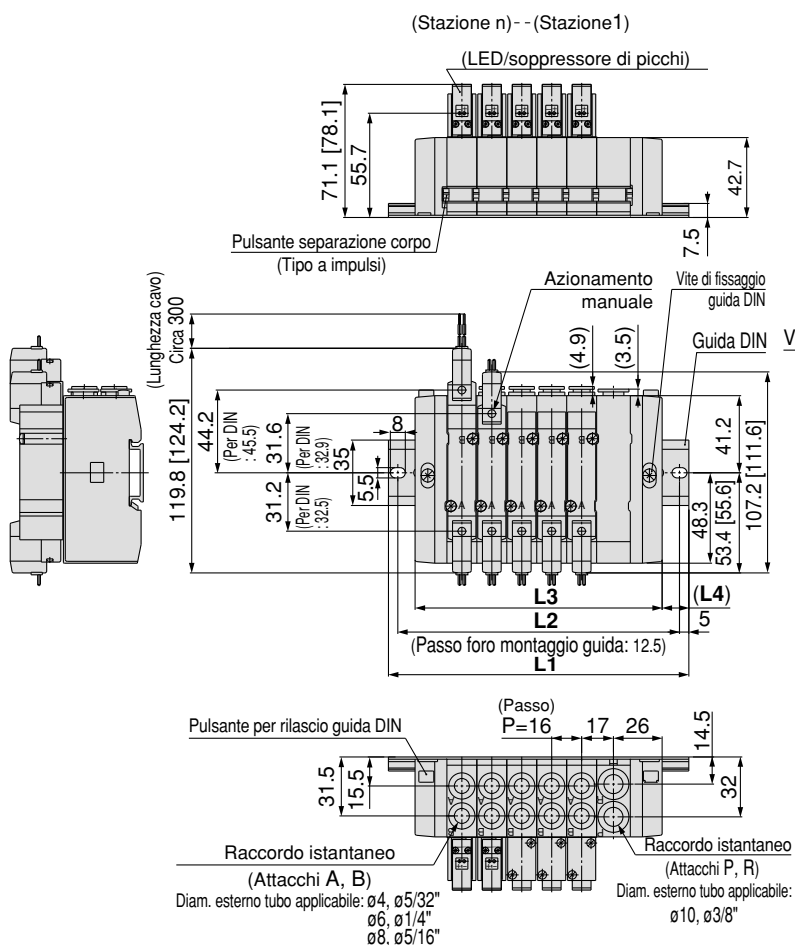 (Stazione n)--(Stazione1)
(LED/soppressore di picchi)
71.1 [78.1]
55.7
42.7
7.5
Pulsante separazione corpo
(Tipo a impulsi)
(Lunghezza cavo)
Circa 300
Azionamento
manuale
Vite di fissaggio
guida DIN
Guida DIN
V
(4.9)
(3.5)
119.8 [124.2]
44.2
(Per DIN
: 45.5)
31.6
(Per DIN
: 32.9)
8
35
5.5
31.2
(Per DIN
: 32.5)
41.2
48.3
53.4 [55.6]
107.2 [111.6]
B
A A A A A
L3
(L4)
L2
5
(Passo foro montaggio guida: 12.5)
L1
(Passo)
P=16
17
26
14.5
Pulsante per rilascio guida DIN
31.5
15.5
32
Raccordo istantaneo
(Attacchi A, B)
Diam. esterno tubo applicabile: ø4, ø5/32"
ø6, ø1/4"
ø8, ø5/16"
Raccordo istantaneo
(Attacchi P, R)
Diam. esterno tubo applicabile:
ø10, ø3/8"